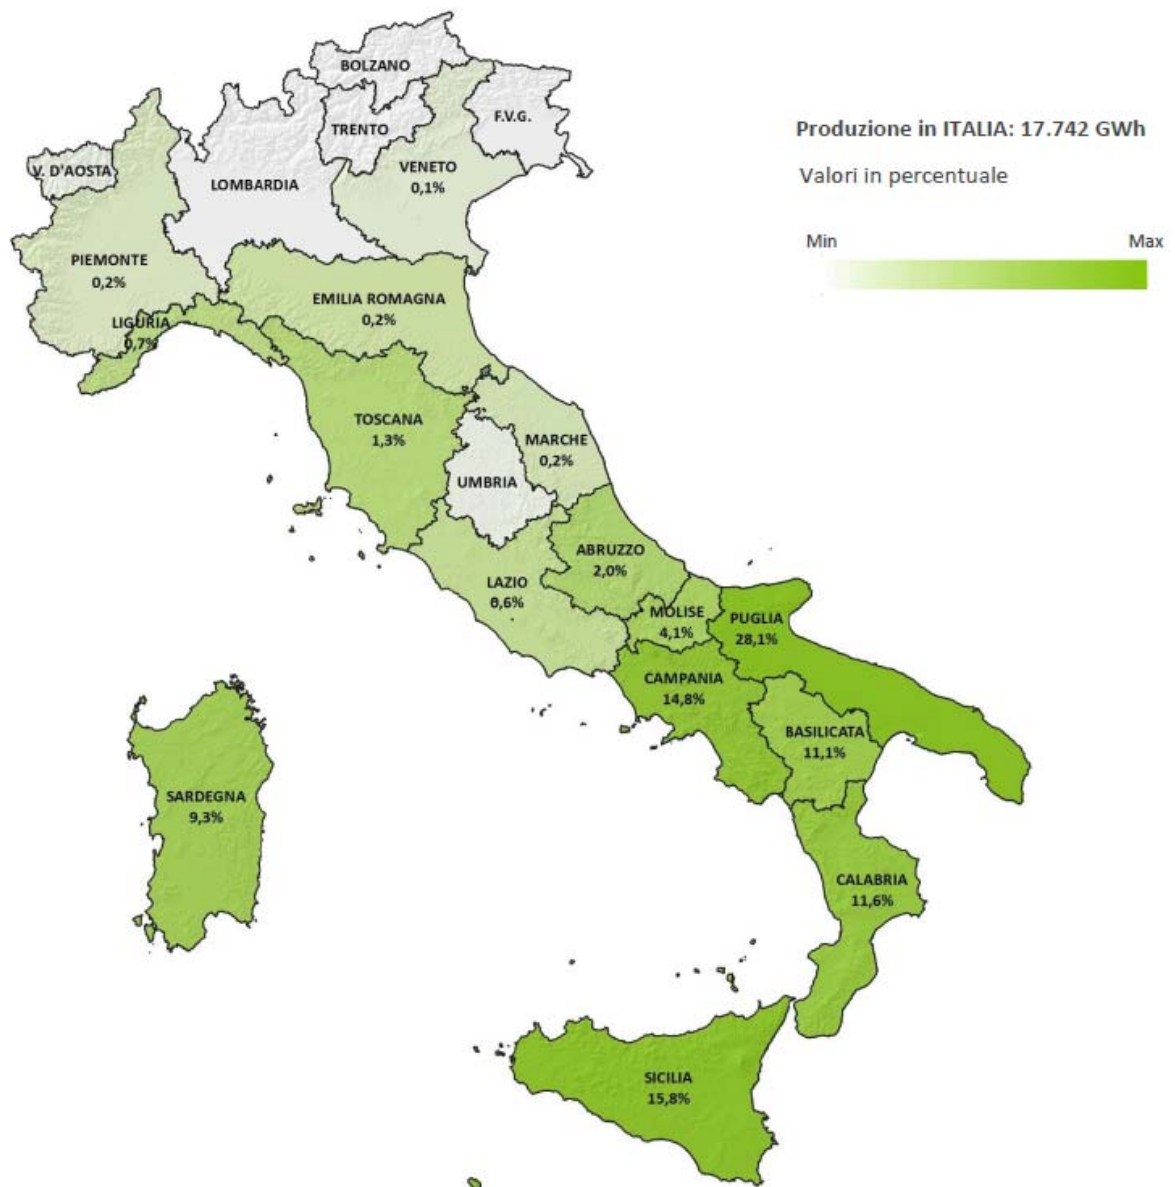 BOLZANO
TRENTO
F.V.G.
Produzione in ITALIA: 17.742 GWh
Valori in percentuale
V. D'AOSTA
LOMBARDIA
VENETO
0,1%
Min
Max
PIEMONTE
0,2%
EMILIA ROMAGNA
0,2%
LIGURIA
0,7%
TOSCANA
1,3%
MARCHE
0,2%
UMBRIA
ABRUZZO
2,0%
LAZIO
0,6%
MOLISE
4,1%
PUGLIA
28,1%
CAMPANIA
14,8%
BASILICATA
11,1%
SARDEGNA
9,3%
CALABRIA
11,6%
SICILIA
15,8%